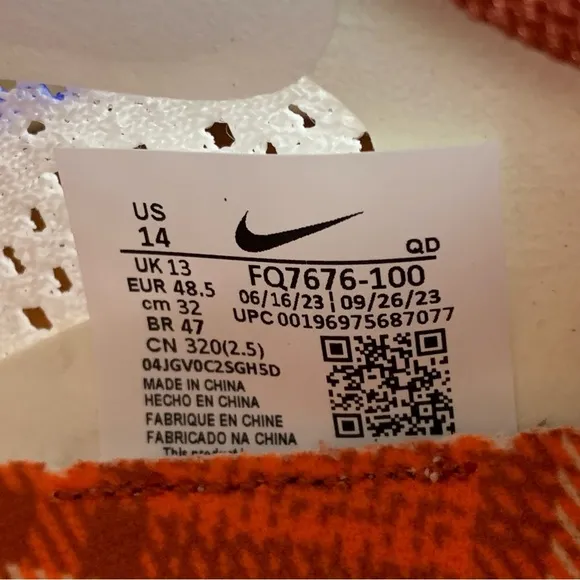 US
14
QD
UK 13
FQ7676-100
EUR 48.5
06/16/23 | 09/26/23
cm 32
UPC 00196975687077
BR 47
CN 320(2.5)
04JGV0C2SGH5D
MADE IN CHINA
HECHO EN CHINA
FABRIQUE EN CHINE
FABRICADO NA CHINA
This product